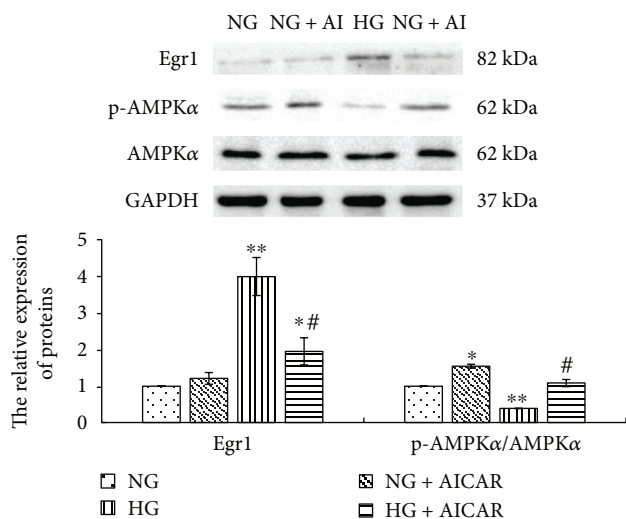 NG NG + AI HG NG + AI
Egr1 82 kDa
p-AMPKα 62 kDa
AMPKα 62 kDa
GAPDH 37 kDa
The relative expression
of proteins
5
4
3
2
1
0
**
*#
*
**
#
Egr1 p-AMPKα/AMPKα
NG NG + AICAR
HG HG + AICAR